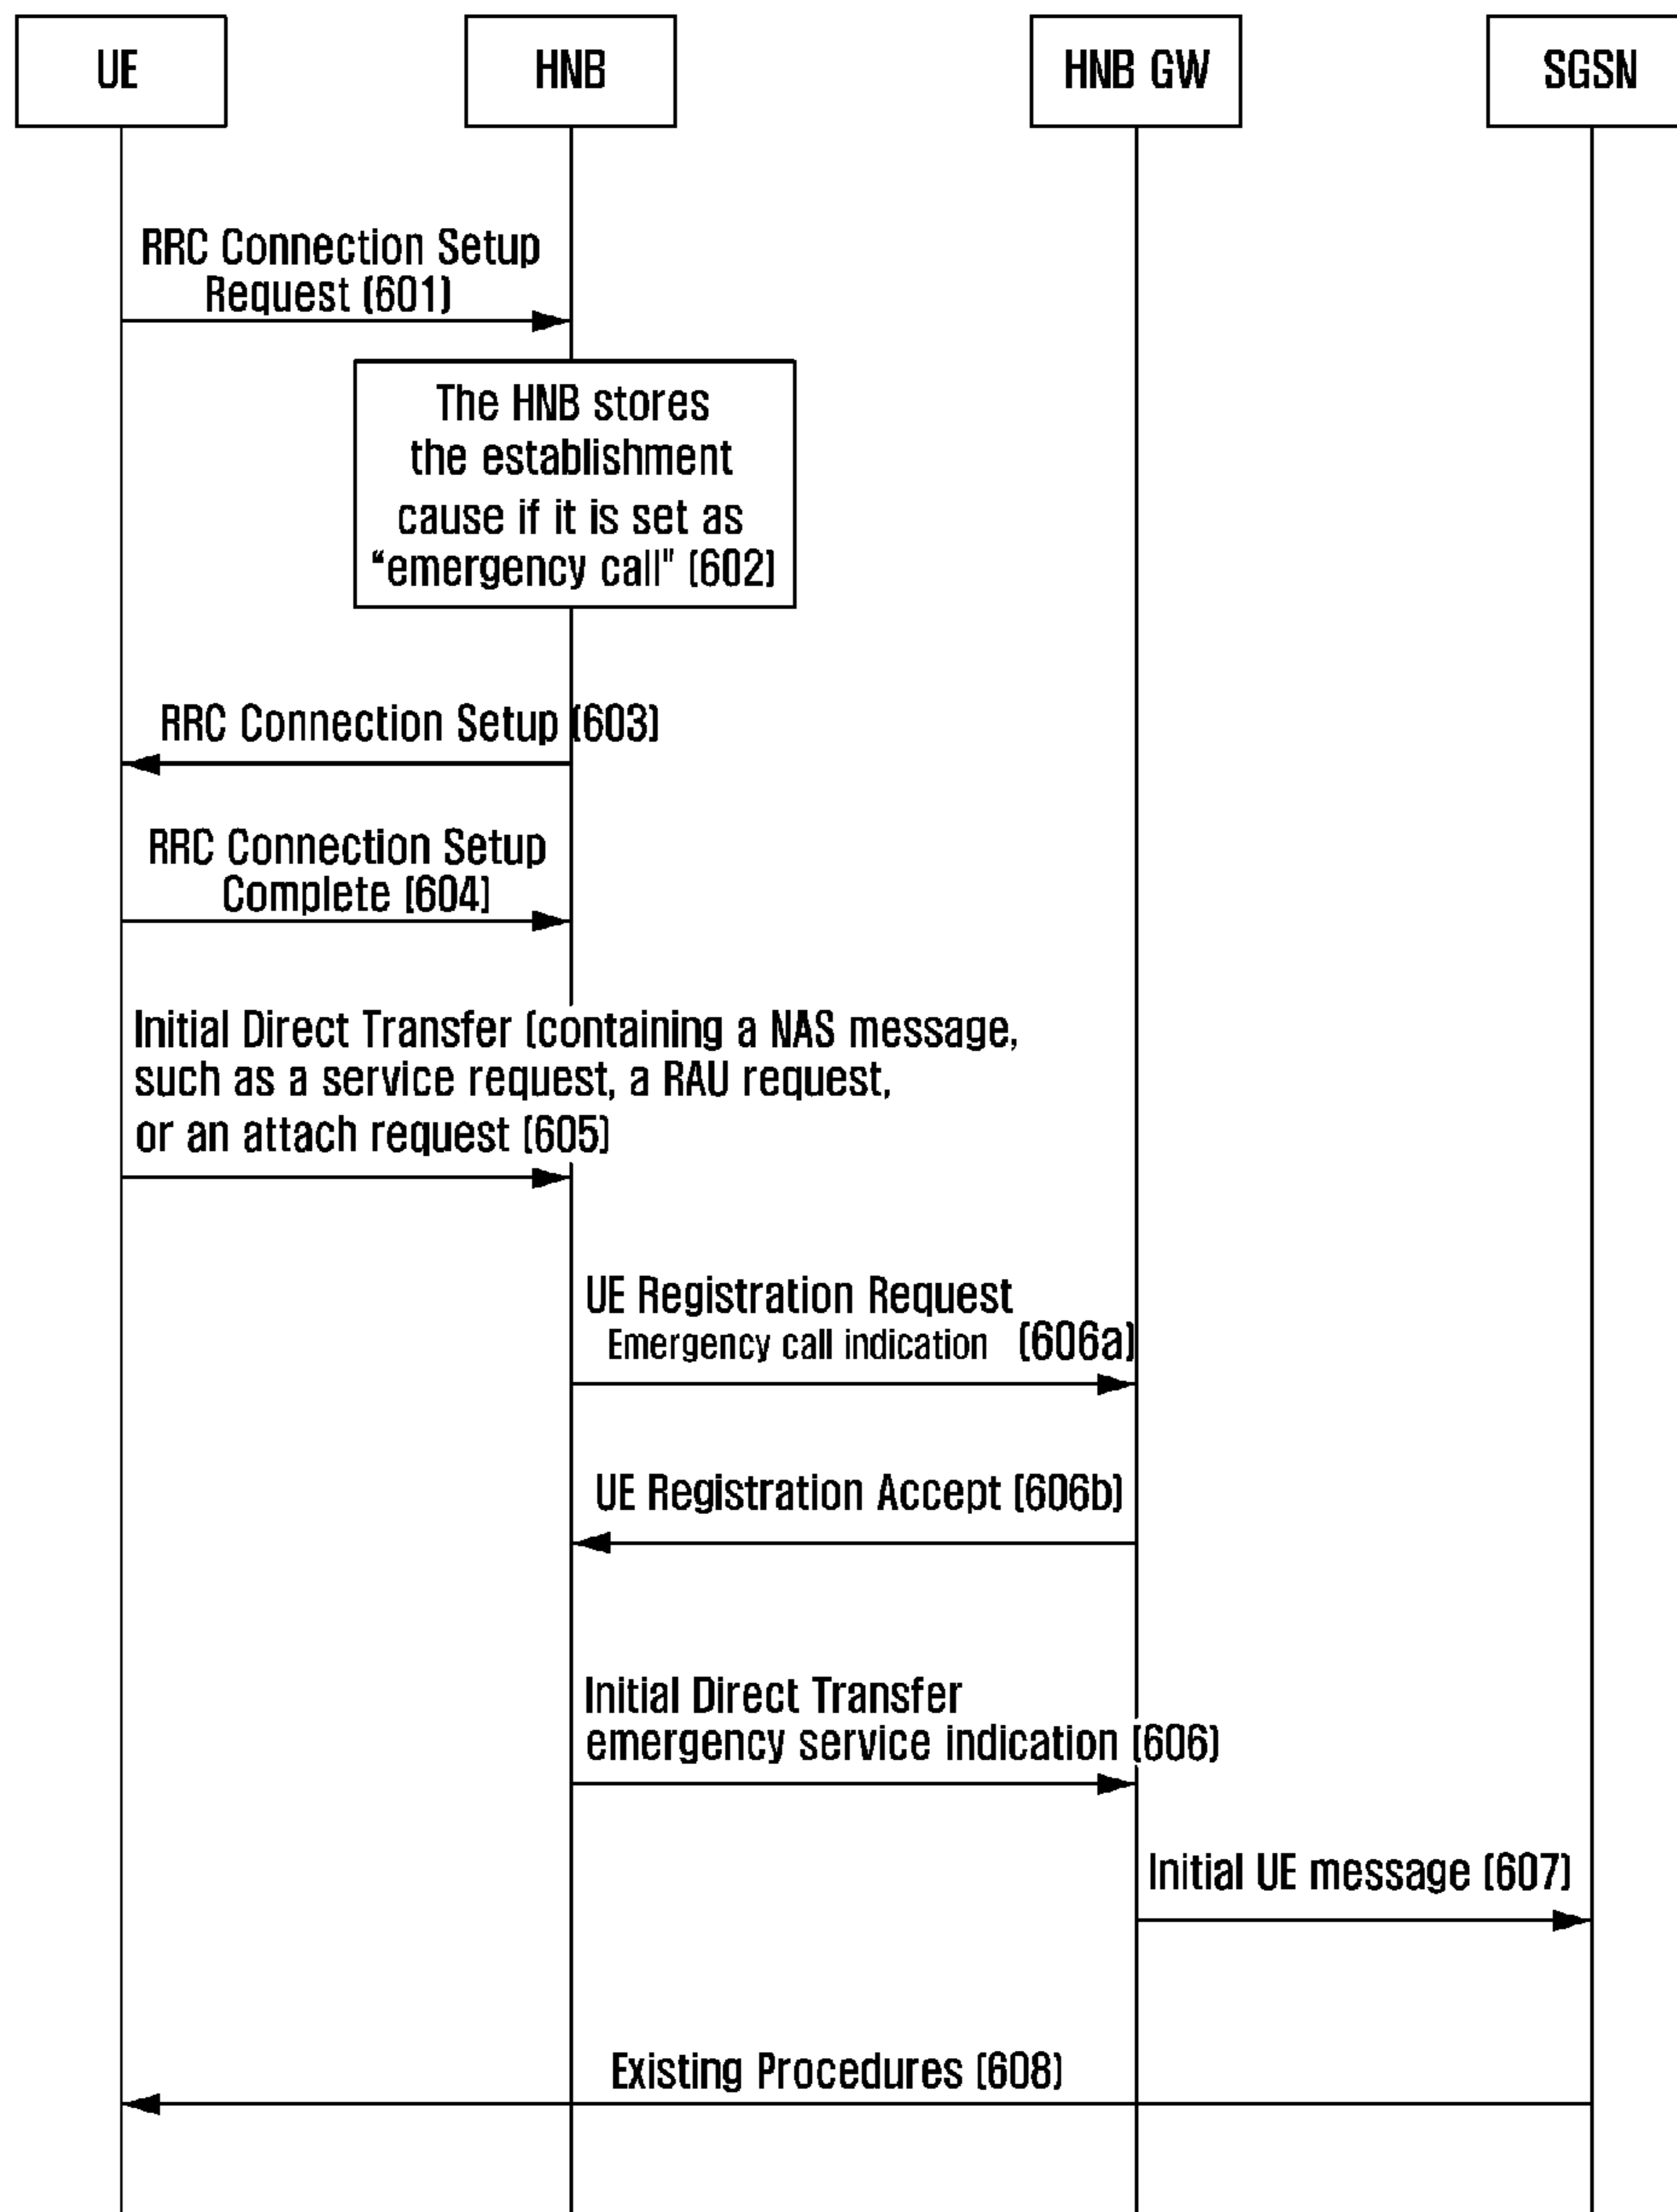 UE
HNB
HNB GW
SGSN
RRC Connection Setup
Request (601)
The HNB stores
the establishment
cause if it is set as
“emergency call" (602)
RRC Connection Setup (603)
RRC Connection Setup
Complete (604)
Initial Direct Transfer (containing a NAS message,
such as a service request, a RAU request,
or an attach request (605)
UE Registration Request
Emergency call indication (606a)
UE Registration Accept (606b)
Initial Direct Transfer
emergency service indication (606)
Initial UE message (607)
Existing Procedures (608)